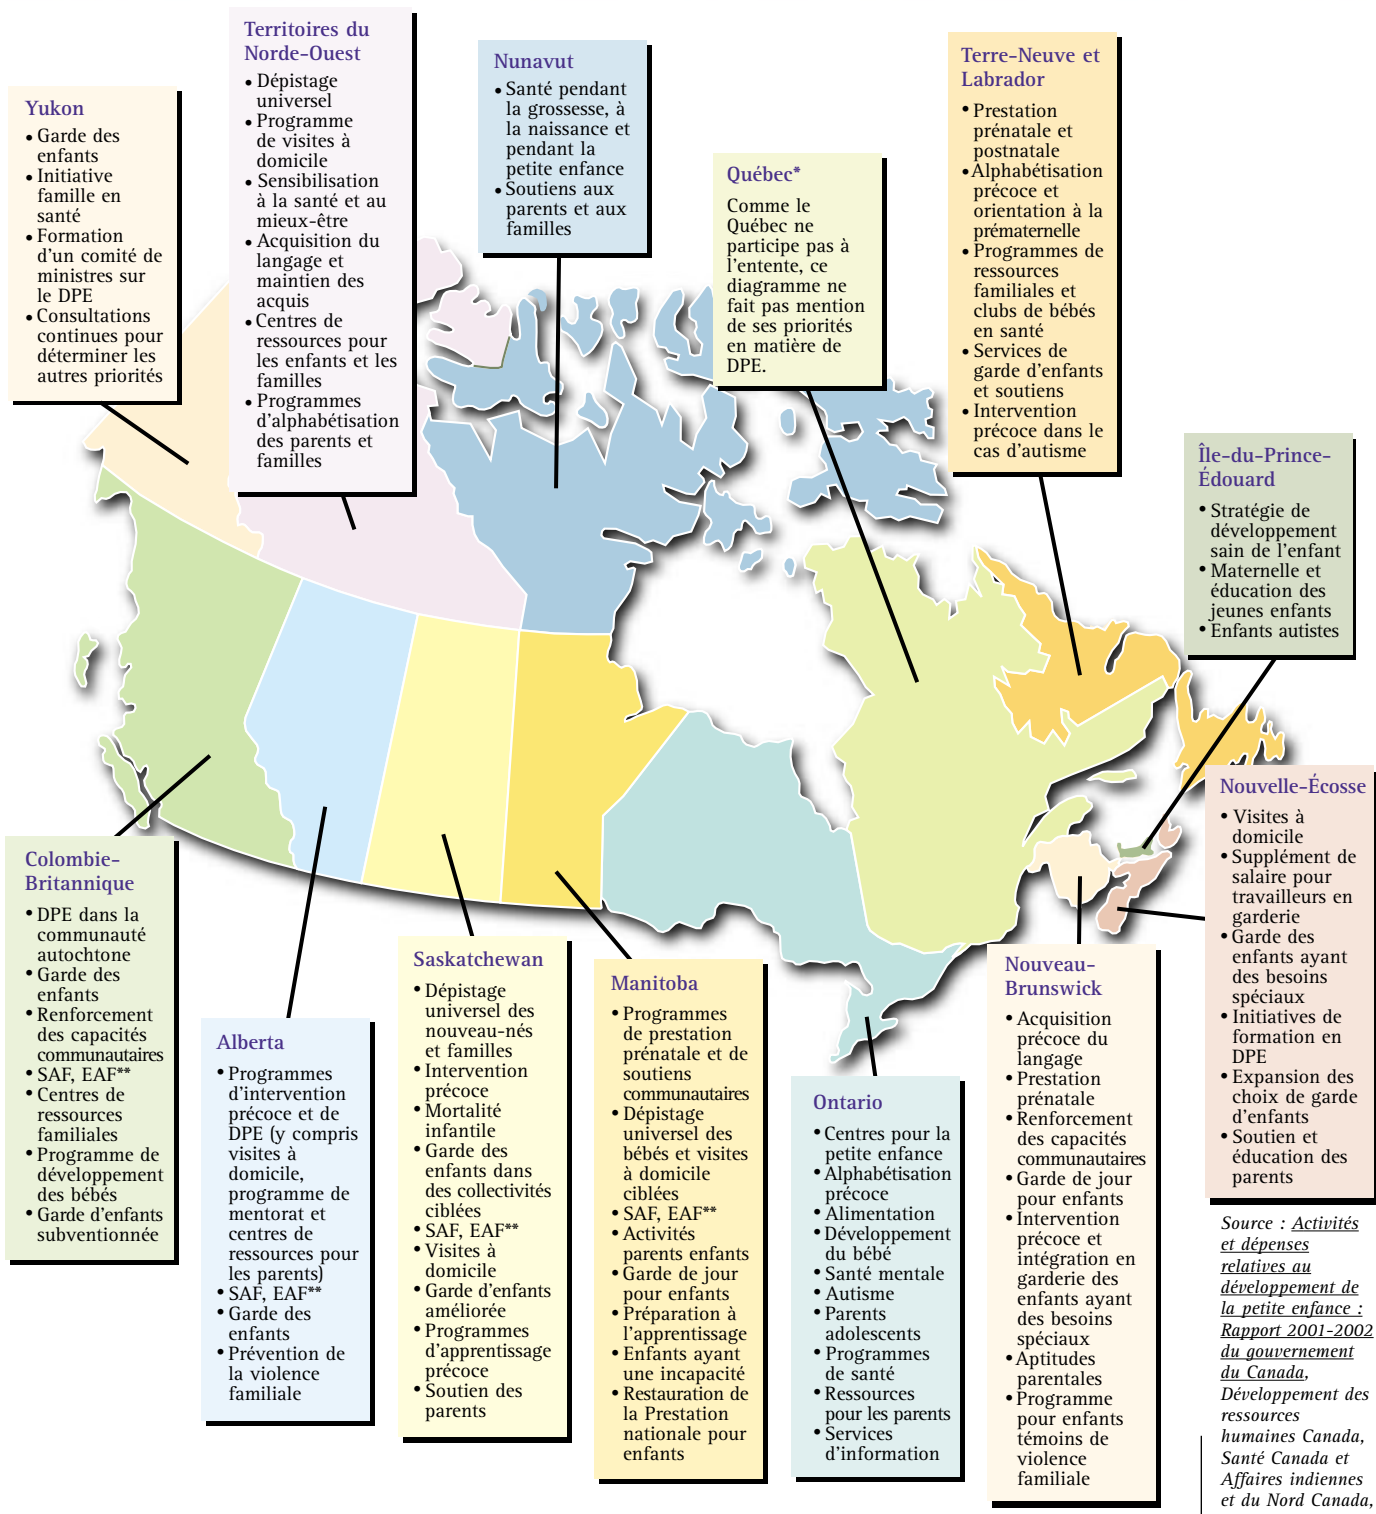 Territoires du
Norde-Ouest
• Dépistage
universel
• Programme
de visites à
domicile
• Sensibilisation
à la santé et au
mieux-être
• Acquisition du
langage et
maintien des
acquis
• Centres de
ressources pour
les enfants et les
familles
• Programmes
d'alphabétisation
des parents et
familles
Nunavut
• Santé pendant
la grossesse, à
la naissance et
pendant la
petite enfance
• Soutiens aux
parents et aux
familles
Terre-Neuve et
Labrador
• Prestation
prénatale et
postnatale
• Alphabétisation
précoce et
orientation à la
prématernelle
• Programmes de
ressources
familiales et
clubs de bébés
en santé
• Services de
garde d'enfants
et soutiens
• Intervention
précoce dans le
cas d'autisme
Yukon
• Garde des
enfants
• Initiative
famille en
santé
• Formation
d'un comité de
ministres sur
le DPE
• Consultations
continues pour
déterminer les
autres priorités
Québec*
Comme le
Québec ne
participe pas à
l'entente, ce
diagramme ne
fait pas mention
de ses priorités
en matière de
DPE.
Île-du-Prince-
Édouard
• Stratégie de
développement
sain de l'enfant
• Maternelle et
éducation des
jeunes enfants
• Enfants autistes
Nouvelle-Écosse
• Visites à
domicile
• Supplément de
salaire pour
travailleurs en
garderie
• Garde des
enfants ayant
des besoins
spéciaux
• Initiatives de
formation en
DPE
• Expansion des
choix de garde
d'enfants
• Soutien et
éducation des
parents
Colombie-
Britannique
• DPE dans la
communauté
autochtone
• Garde des
enfants
• Renforcement
des capacités
communautaires
• SAF, EAF**
• Centres de
ressources
familiales
• Programme de
développement
des bébés
• Garde d'enfants
subventionnée
Alberta
• Programmes
d'intervention
précoce et de
DPE (y compris
visites à
domicile,
programme de
mentorat et
centres de
ressources pour
les parents)
• SAF, EAF**
• Garde des
enfants
• Prévention de
la violence
familiale
Saskatchewan
• Dépistage
universel des
nouveau-nés
et familles
• Intervention
précoce
• Mortalité
infantile
• Garde des
enfants dans
des collectivités
ciblées
• SAF, EAF**
• Visites à
domicile
• Garde d'enfants
améliorée
• Programmes
d'apprentissage
précoce
• Soutien des
parents
Manitoba
• Programmes
de prestation
prénatale et de
soutiens
communautaires
• Dépistage
universel des
bébés et visites
à domicile
ciblées
• SAF, EAF**
• Activités
parents enfants
• Garde de jour
pour enfants
• Préparation à
l'apprentissage
• Enfants ayant
une incapacité
• Restauration de
la Prestation
nationale pour
enfants
Ontario
• Centres pour la
petite enfance
• Alphabétisation
précoce
• Alimentation
• Développement
du bébé
• Santé mentale
• Autisme
• Parents
adolescents
• Programmes
de santé
• Ressources
pour les parents
• Services
d'information
Nouveau-
Brunswick
• Acquisition
précoce du
langage
• Prestation
prénatale
• Renforcement
des capacités
communautaires
• Garde de jour
pour enfants
• Intervention
précoce et
intégration en
garderie des
enfants ayant
des besoins
spéciaux
• Aptitudes
parentales
• Programme
pour enfants
témoins de
violence
familiale
Source : Activités
et dépenses
relatives au
développement de
la petite enfance :
Rapport 2001-2002
du gouvernement
du Canada,
Développement des
ressources
humaines Canada,
Santé Canada et
Affaires indiennes
et du Nord Canada,